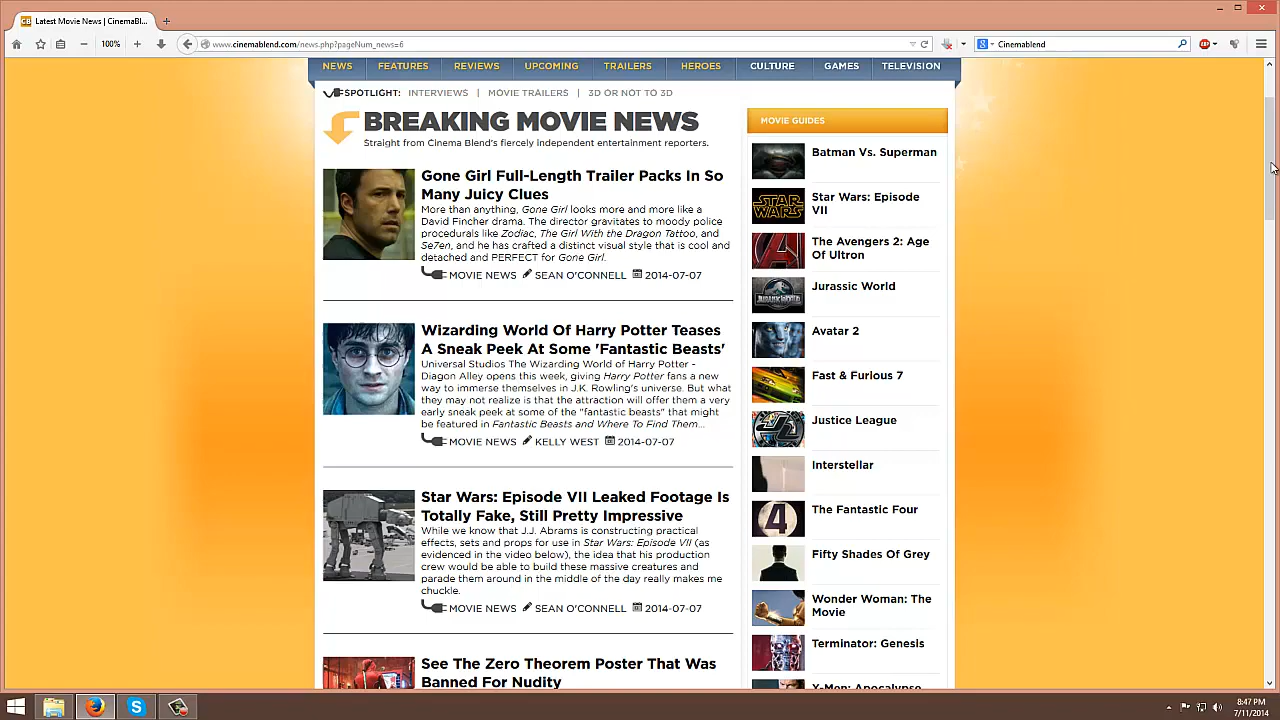 Latest Movie News | CinemaBl...
100%
www.cinemablend.com/news.php?pageNum_news=6
Cinemablend
NEWS FEATURES REVIEWS UPCOMING TRAILERS HEROES CULTURE GAMES TELEVISION
SPOTLIGHT: INTERVIEWS | MOVIE TRAILERS | 3D OR NOT TO 3D
BREAKING MOVIE NEWS
Straight from Cinema Blend's fiercely independent entertainment reporters.
Gone Girl Full-Length Trailer Packs In So
Many Juicy Clues
More than anything, Gone Girl looks more and more like a
David Fincher drama. The director gravitates to moody police
procedurals like Zodiac, The Girl With the Dragon Tattoo, and
Se7en, and he has crafted a distinct visual style that is cool and
detached and PERFECT for Gone Girl.
MOVIE NEWS SEAN O'CONNELL 2014-07-07
Wizarding World Of Harry Potter Teases
A Sneak Peek At Some 'Fantastic Beasts'
Universal Studios The Wizarding World of Harry Potter -
Diagon Alley opens this week, giving Harry Potter fans a new
way to immerse themselves in J.K. Rowling's universe. But what
they may not realize is that the attraction will offer them a very
early sneak peek at some of the "fantastic beasts" that might
be featured in Fantastic Beasts and Where To Find Them...
MOVIE NEWS KELLY WEST 2014-07-07
Star Wars: Episode VII Leaked Footage Is
Totally Fake, Still Pretty Impressive
While we know that J.J. Abrams is constructing practical
effects, sets and props for use in Star Wars: Episode VII (as
evidenced in the video below), the idea that his production
crew would be able to build these massive creatures and
parade them around in the middle of the day really makes me
chuckle.
MOVIE NEWS SEAN O'CONNELL 2014-07-07
See The Zero Theorem Poster That Was
Banned For Nudity
MOVIE GUIDES
Batman Vs. Superman
STAR WARS
Star Wars: Episode
VII
The Avengers 2: Age
Of Ultron
JURASSIC WORLD
Jurassic World
Avatar 2
Fast & Furious 7
Justice League
Interstellar
4
The Fantastic Four
Fifty Shades Of Grey
Wonder Woman: The
Movie
Terminator: Genesis
X-Men: Apocalypse
8:47 PM
7/11/2014